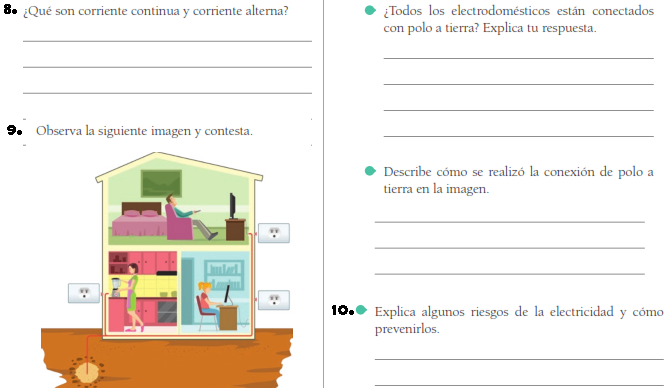 8. ¿Qué son corriente continua y corriente alterna?
9. Observa la siguiente imagen y contesta.
¿Todos los electrodomésticos están conectados
con polo a tierra? Explica tu respuesta.
Describe cómo se realizó la conexión de polo a
tierra en la imagen.
10. Explica algunos riesgos de la electricidad y cómo
prevenirlos.